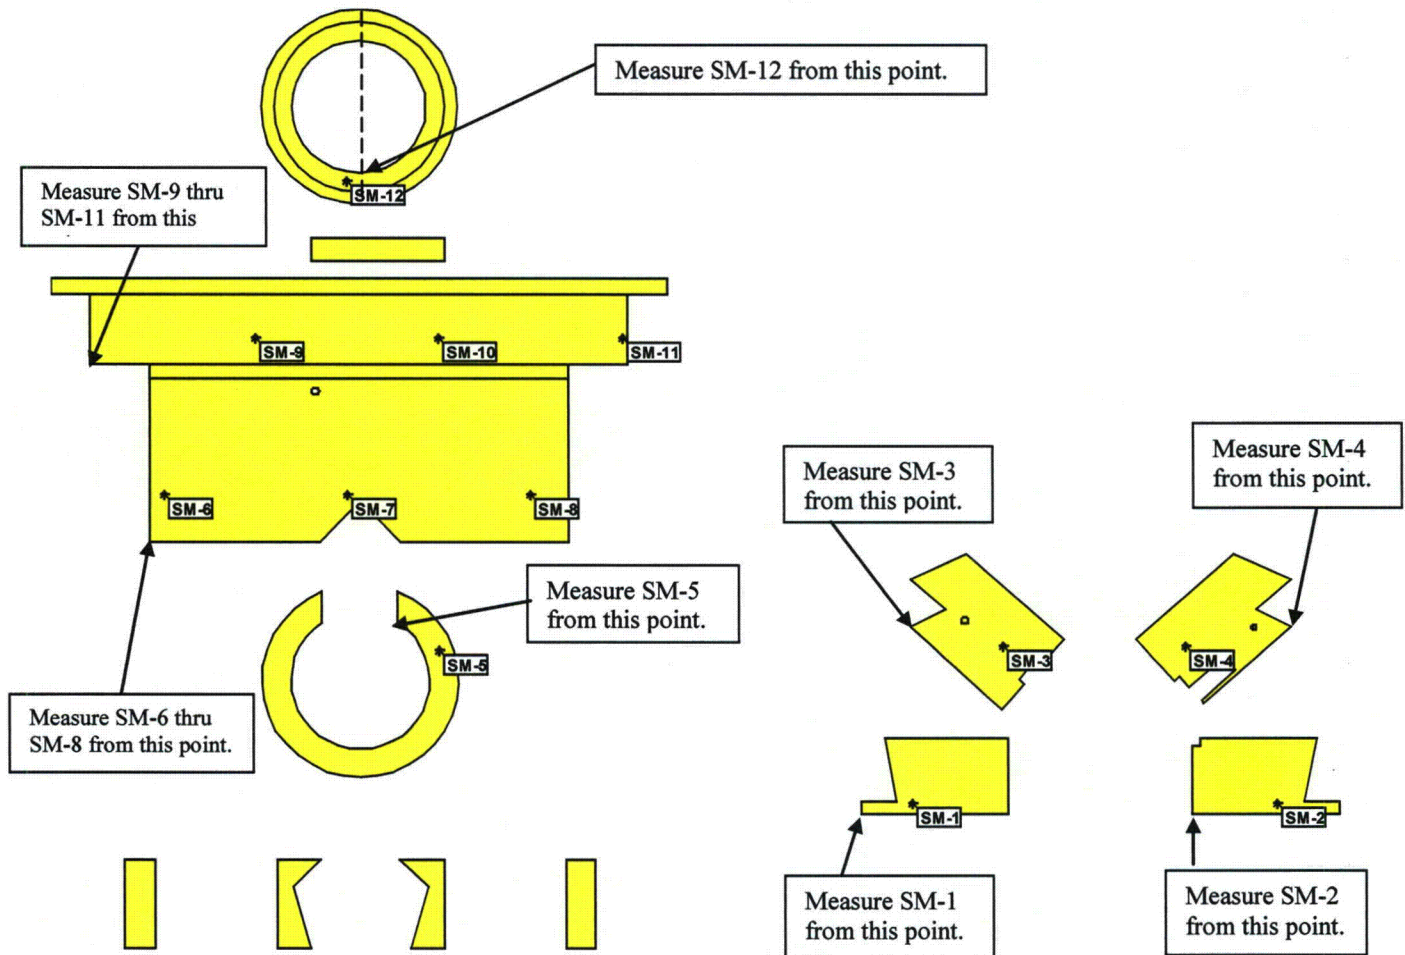 Measure SM-12 from this point.
SM-12
Measure SM-9 thru
SM-11 from this
SM-9
SM-10
SM-11
SM-6
SM-7
SM-8
Measure SM-3
from this point.
Measure SM-4
from this point.
Measure SM-5
from this point.
SM-5
SM-3
SM-4
Measure SM-6 thru
SM-8 from this point.
SM-1
SM-2
Measure SM-1
from this point.
Measure SM-2
from this point.